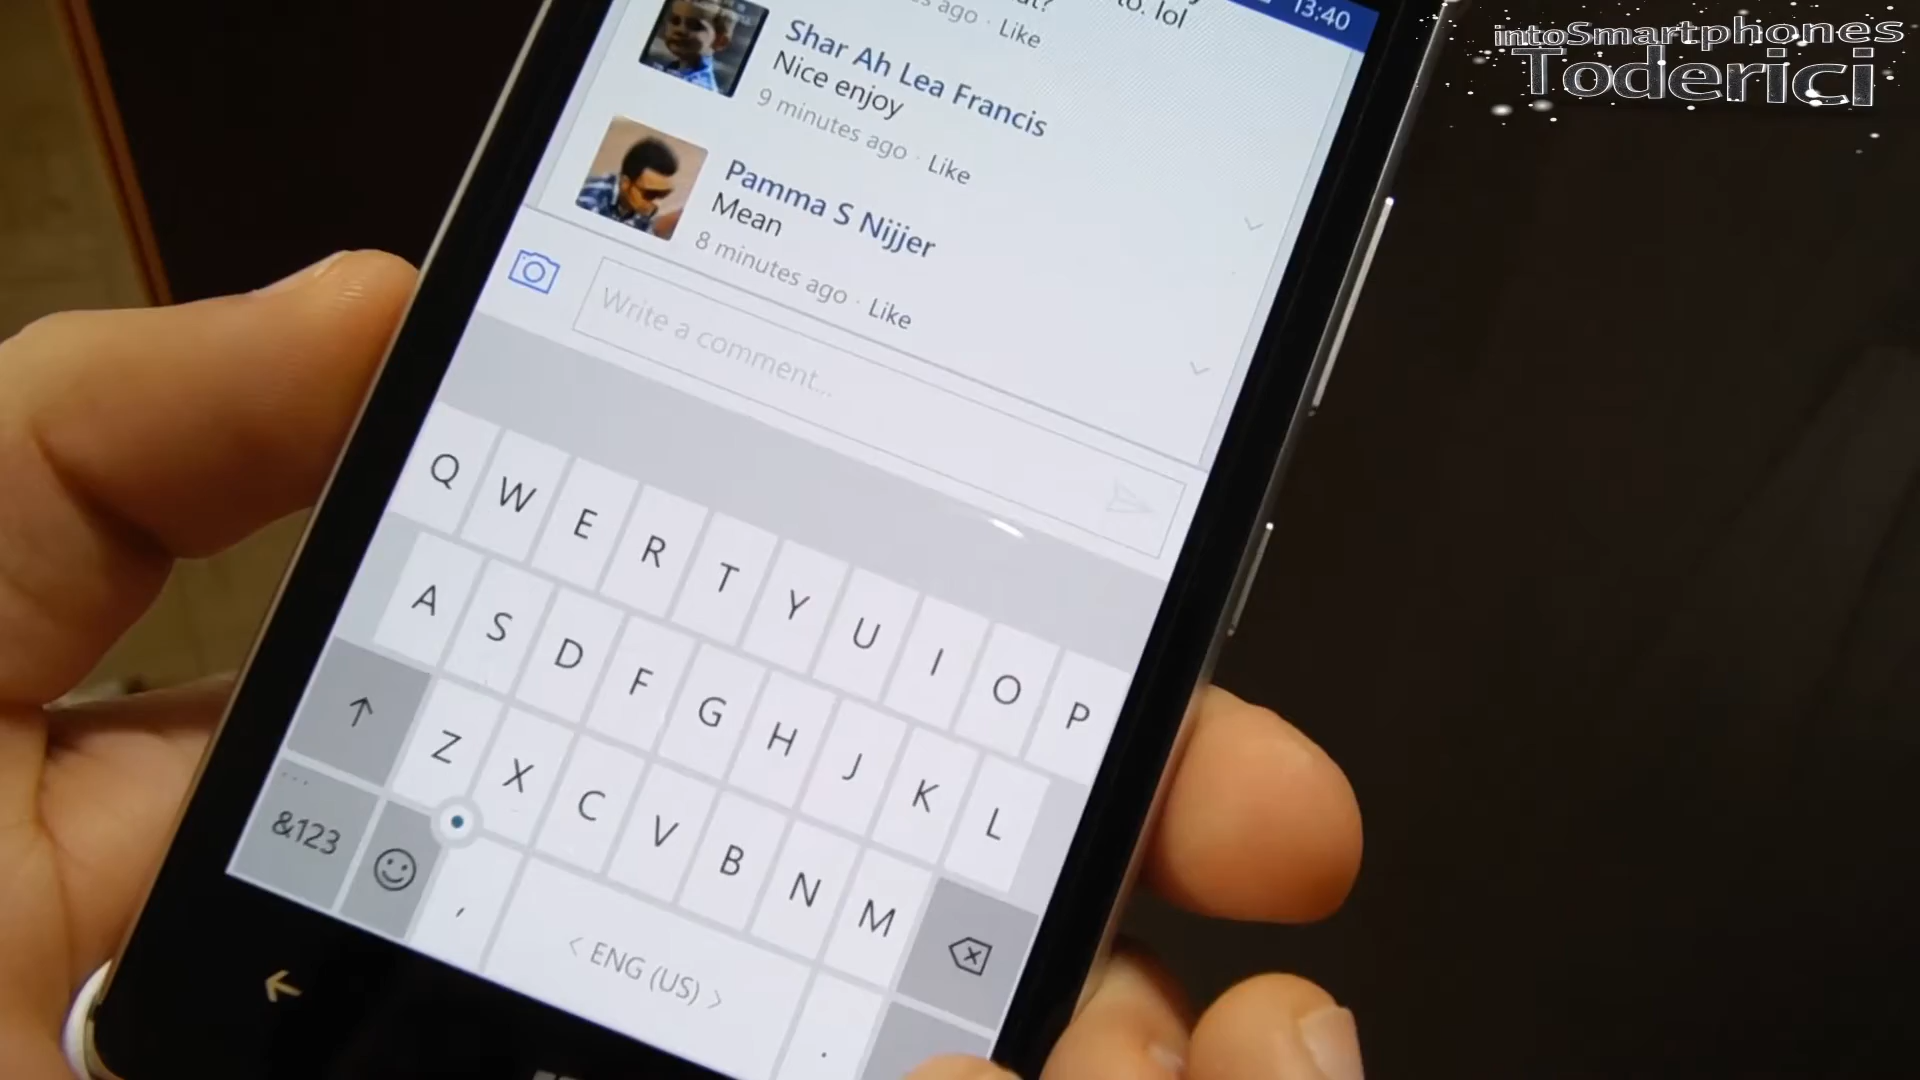 13:40
intoSmartphones
Toderici
to. lol
ago · Like
Shar Ah Lea Francis
Nice enjoy
9 minutes ago · Like
Pamma S Nijjer
Mean
8 minutes ago · Like
Write a comment...
Q W E R T Y U I O P
A S D F G H J K L
Z X C V B N M
&123 , < ENG (US) > .